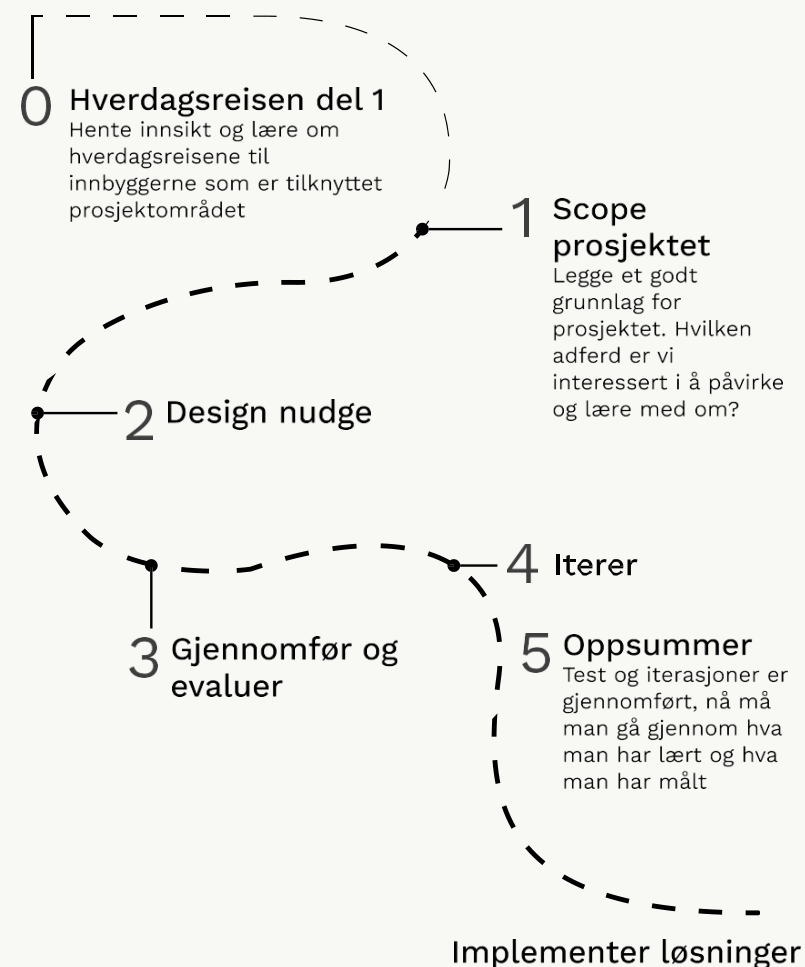 0 Hverdagsreisen del 1
Hente innsikt og lære om
hverdagsreisene til
innbyggerne som er tilknyttet
prosjektområdet
1 Scope
prosjektet
Legge et godt
grunnlag for
prosjektet. Hvilken
adferd er vi
interessert i å påvirke
og lære med om?
2 Design nudge
3 Gjennomfør og
evaluer
4 Iterer
5 Oppsummer
Test og iterasjoner er
gjennomført, nå må
man gå gjennom hva
man har lært og hva
man har målt
Implementer løsninger